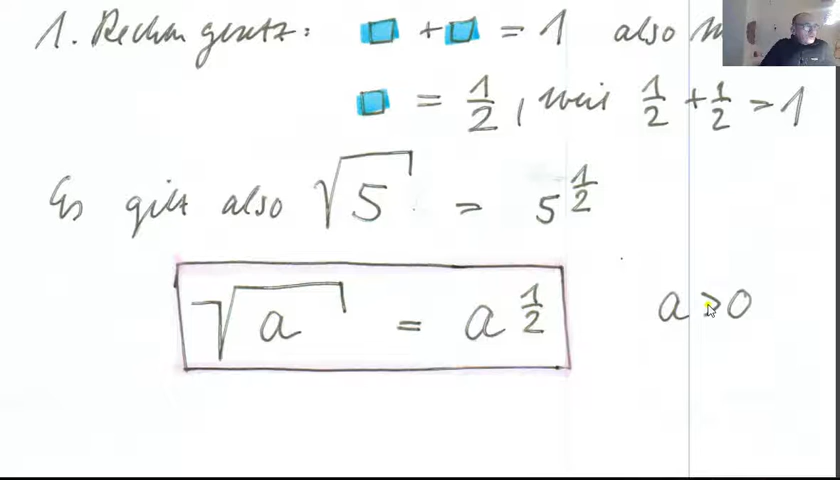 1. Rechengesetz: □ + □ = 1 also m
□ = 1/2, weil 1/2 + 1/2 = 1
Es gilt also √5 = 5^{1/2}
√a = a^{1/2} a > 0